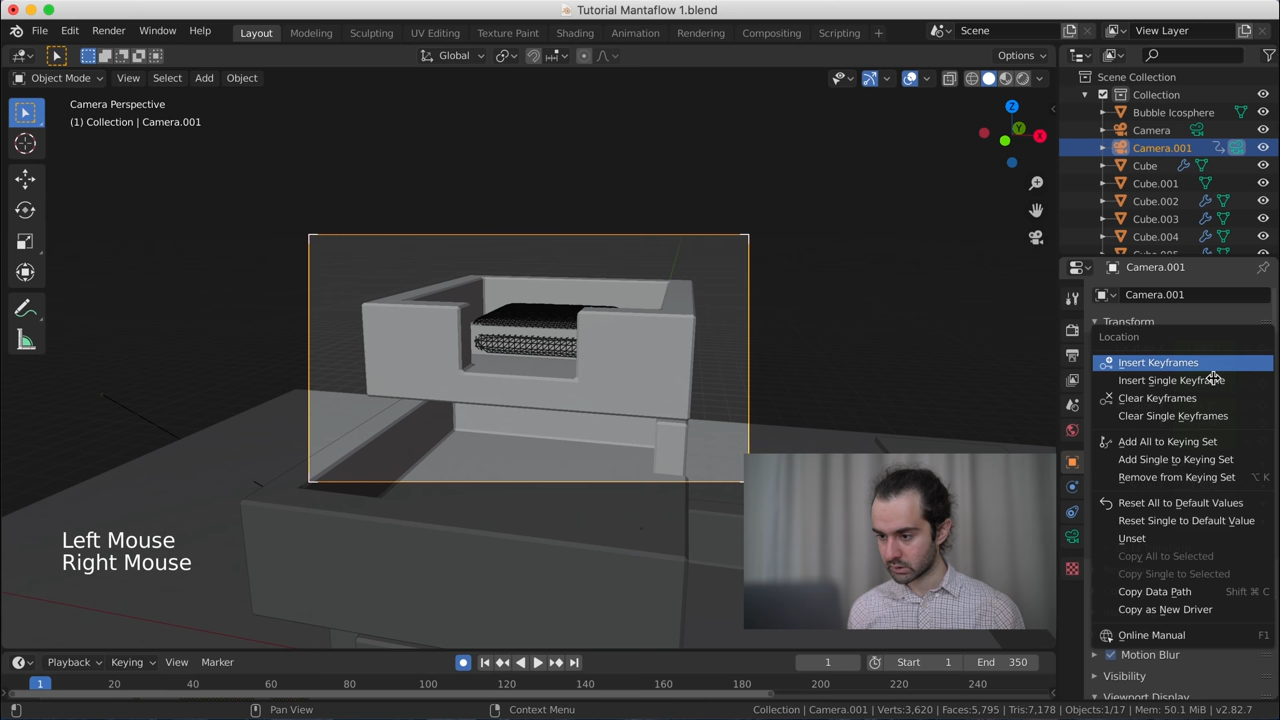 Tutorial Mantaflow 1.blend
File Edit Render Window Help
Layout Modeling Sculpting UV Editing Texture Paint Shading Animation Rendering Compositing Scripting +
Scene
View Layer
Global
Options
Object Mode View Select Add Object
Camera Perspective
(1) Collection | Camera.001
Z
Y
X
Scene Collection
Collection
Bubble Icosphere
Camera
Camera.001
Cube
Cube.001
Cube.002
Cube.003
Cube.004
Camera.001
Camera.001
Transform
Location
Insert Keyframes
Insert Single Keyframe
Clear Keyframes
Clear Single Keyframes
Add All to Keying Set
Add Single to Keying Set
Remove from Keying Set ⌥ K
Reset All to Default Values
Reset Single to Default Value
Unset
Copy All to Selected
Copy Single to Selected
Copy Data Path Shift ⌘ C
Copy as New Driver
Online Manual F1
Motion Blur
Visibility
Viewport Display
Left Mouse
Right Mouse
Playback Keying View Marker
1
Start 1
End 350
1 20 40 60 80 100 120 140 160 180 200 220 240
Pan View
Context Menu
Collection | Camera.001 | Verts:3,620 | Faces:5,795 | Tris:7,178 | Objects:1/17 | Mem: 50.1 MiB | v2.82.7